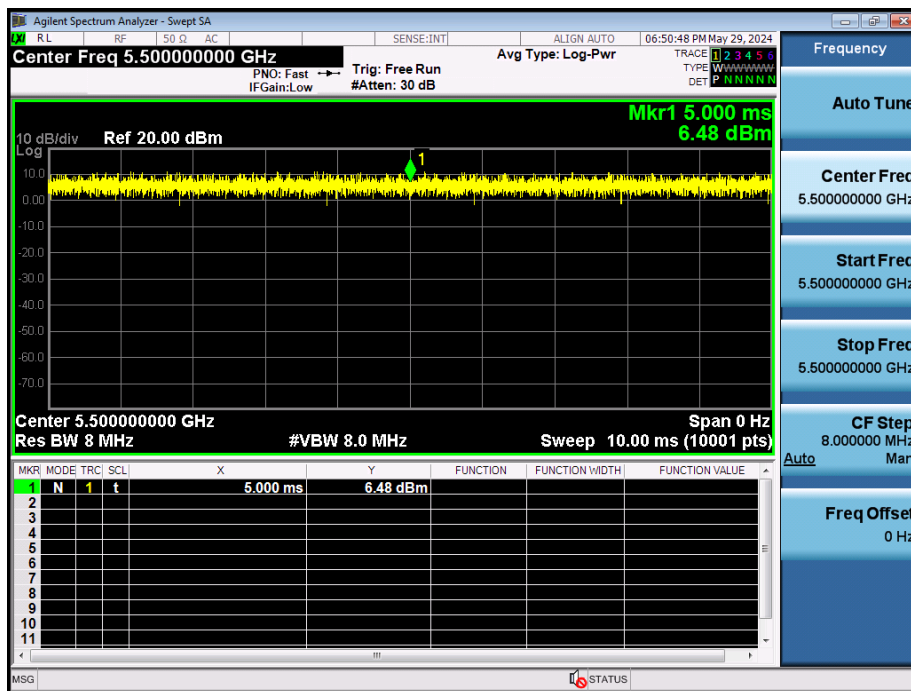 Agilent Spectrum Analyzer - Swept SA
LXI RL RF 50 Ω AC SENSE:INT ALIGN AUTO 06:50:48 PM May 29, 2024
Center Freq 5.500000000 GHz
PNO: Fast
IFGain:Low
Trig: Free Run
#Atten: 30 dB
Avg Type: Log-Pwr
TRACE 1 2 3 4 5 6
TYPE WWWWWW
DET P N N N N N
Mkr1 5.000 ms
6.48 dBm
10 dB/div Ref 20.00 dBm
Log
1
10.0
0.00
-10.0
-20.0
-30.0
-40.0
-50.0
-60.0
-70.0
Center 5.500000000 GHz Span 0 Hz
Res BW 8 MHz #VBW 8.0 MHz Sweep 10.00 ms (10001 pts)
MKR MODE TRC SCL X Y FUNCTION FUNCTION WIDTH FUNCTION VALUE
1 N 1 t 5.000 ms 6.48 dBm
2
3
4
5
6
7
8
9
10
11
MSG STATUS
Frequency
Auto Tune
Center Freq
5.500000000 GHz
Start Freq
5.500000000 GHz
Stop Freq
5.500000000 GHz
CF Step
8.000000 MHz
Auto Man
Freq Offset
0 Hz